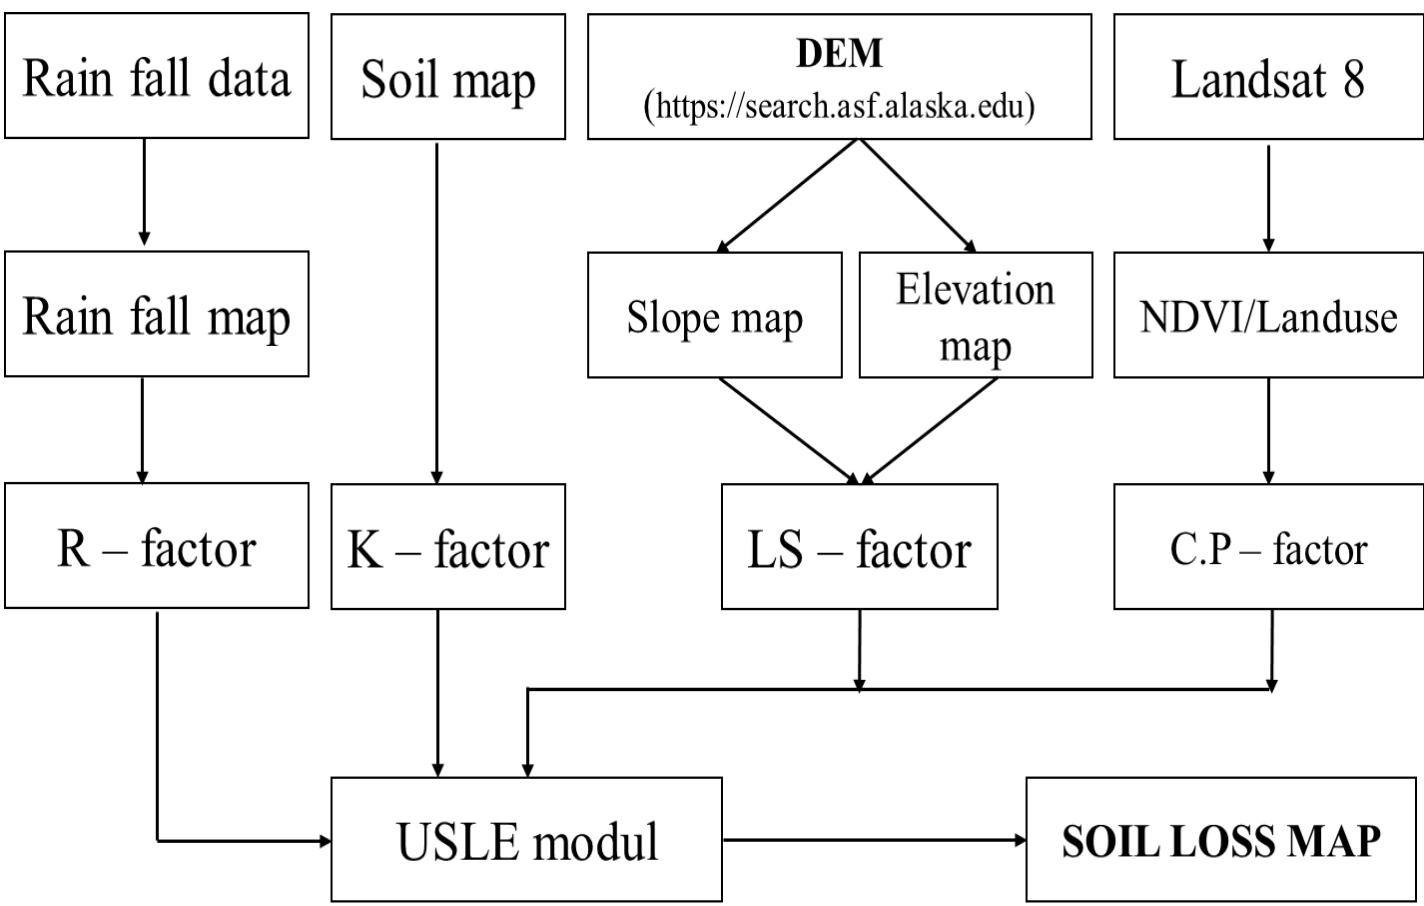 Rain fall data
Soil map
DEM
(https://search.asf.alaska.edu)
Landsat 8
Rain fall map
Slope map
Elevation
map
NDVI/Landuse
R – factor
K – factor
LS – factor
C.P – factor
USLE modul
SOIL LOSS MAP